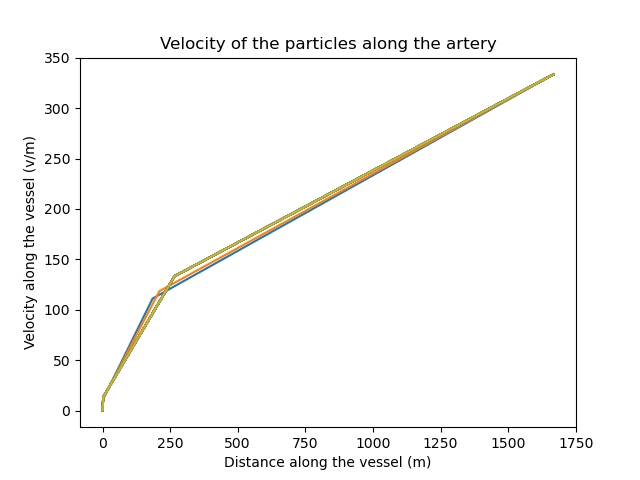 Velocity of the particles along the artery
350
300
250
200
150
100
50
0
Velocity along the vessel (v/m)
0 250 500 750 1000 1250 1500 1750
Distance along the vessel (m)